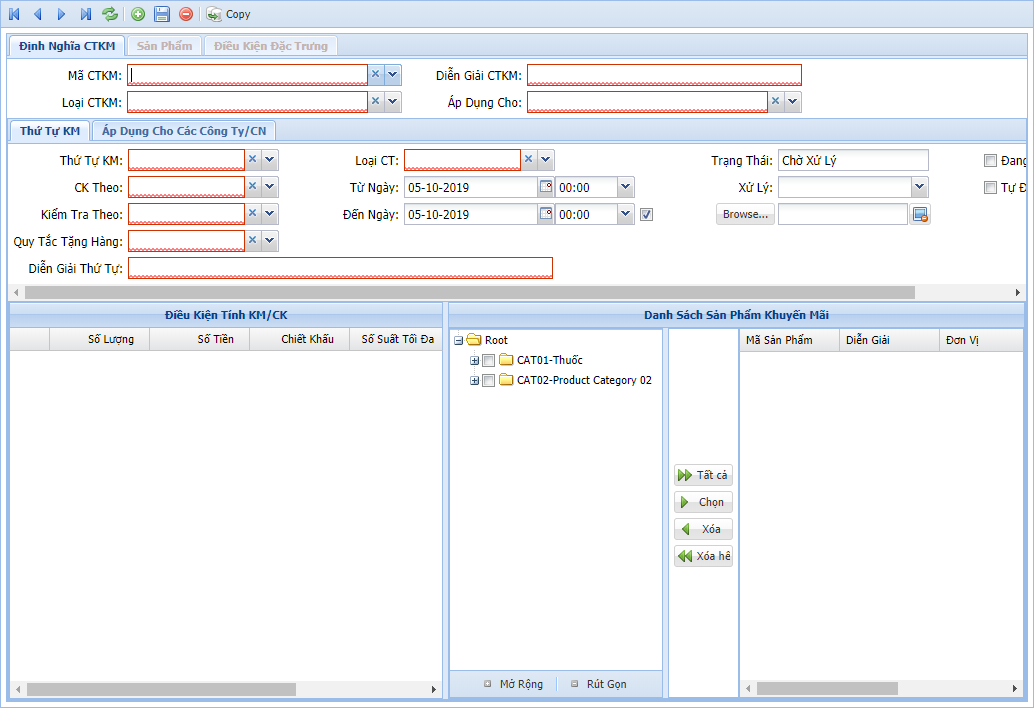 Copy
Định Nghĩa CTKM Sản Phẩm Điều Kiện Đặc Trưng
Mã CTKM: Diễn Giải CTKM:
Loại CTKM: Áp Dụng Cho:
Thứ Tự KM Áp Dụng Cho Các Công Ty/CN
Thứ Tự KM: Loại CT: Trạng Thái: Chờ Xử Lý Đang
CK Theo: Từ Ngày: 05-10-2019 00:00 Xử Lý: Tự Đ
Kiểm Tra Theo: Đến Ngày: 05-10-2019 00:00 Browse...
Quy Tắc Tặng Hàng:
Diễn Giải Thứ Tự:
Điều Kiện Tính KM/CK Danh Sách Sản Phẩm Khuyến Mãi
Số Lượng Số Tiền Chiết Khấu Số Suất Tối Đa Root Mã Sản Phẩm Diễn Giải Đơn Vị
CAT01-Thuốc
CAT02-Product Category 02
Tất cả
Chọn
Xóa
Xóa hê
Mở Rộng Rút Gọn